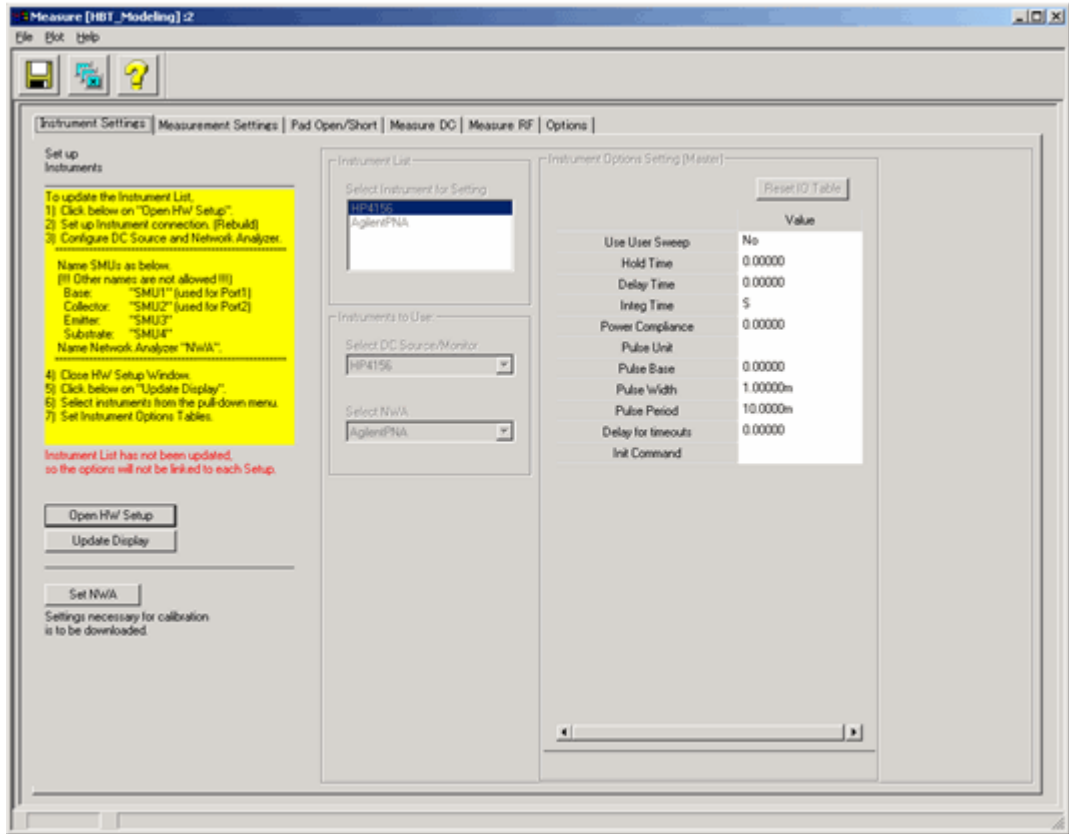 Measure [HBT_Modeling] :2
File Plot Help
Instrument Settings Measurement Settings Pad Open/Short Measure DC Measure RF Options
Set up
Instruments
To update the Instrument List,
1) Click below on "Open HW Setup".
2) Set up Instrument connection. (Rebuild)
3) Configure DC Source and Network Analyzer.
Name SMUs as below.
(!!! Other names are not allowed !!!)
Base: "SMU1" (used for Port1)
Collector: "SMU2" (used for Port2)
Emitter: "SMU3"
Substrate: "SMU4"
Name Network Analyzer "NWA".
4) Close HW Setup Window.
5) Click below on "Update Display".
6) Select instruments from the pull-down menu.
7) Set Instrument Options Tables.
Instrument List has not been updated,
so the options will not be linked to each Setup.
Open HW Setup
Update Display
Set NWA
Settings necessary for calibration
is to be downloaded.
Instrument List
Select Instrument for Setting
HP4156
AgilentPNA
Instruments to Use:
Select DC Source/Monitor
HP4156
Select NWA
AgilentPNA
Instrument Options Setting (Master)
Reset IO Table
Value
Use User Sweep No
Hold Time 0.00000
Delay Time 0.00000
Integ Time S
Power Compliance 0.00000
Pulse Unit
Pulse Base 0.00000
Pulse Width 1.00000m
Pulse Period 10.0000m
Delay for timeouts 0.00000
Init Command